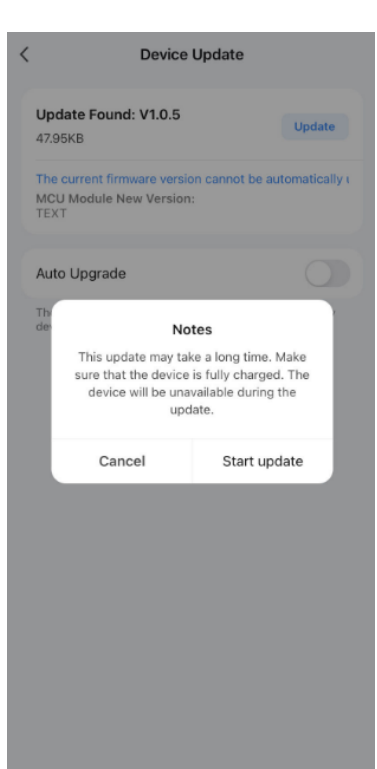 Device Update
Update Found: V1.0.5
Update
47.95KB
The current firmware version cannot be automatically
MCU Module New Version:
TEXT
Auto Upgrade
Notes
This update may take a long time. Make
sure that the device is fully charged. The
device will be unavailable during the
update.
Cancel
Start update